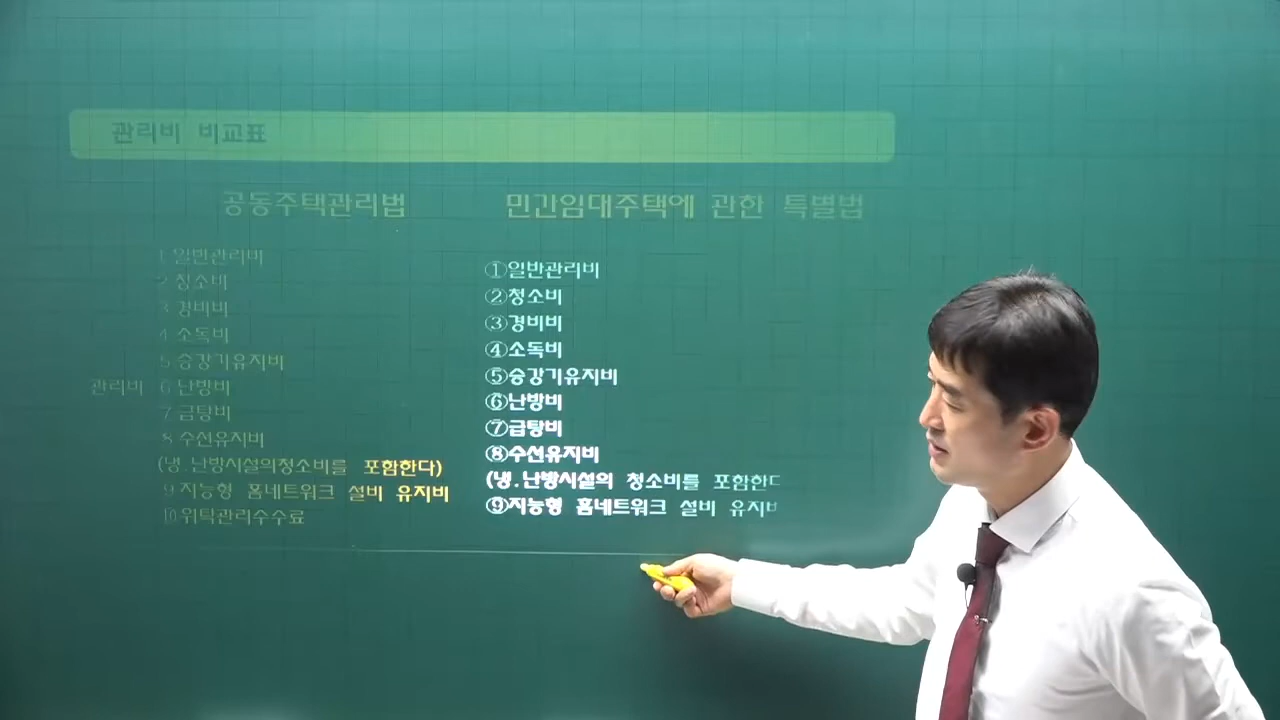 관리비 비교표
공동주택관리법
1 일반관리비
2 청소비
3 경비비
4 소독비
5 승강기유지비
관리비 6 난방비
7 급탕비
8 수선유지비
(냉.난방시설의청소비를 포함한다)
9 지능형 홈네트워크 설비 유지비
10 위탁관리수수료
민간임대주택에 관한 특별법
①일반관리비
②청소비
③경비비
④소독비
⑤승강기유지비
⑥난방비
⑦급탕비
⑧수선유지비
(냉.난방시설의 청소비를
⑨지능형 홈네트워크 설비 유지비